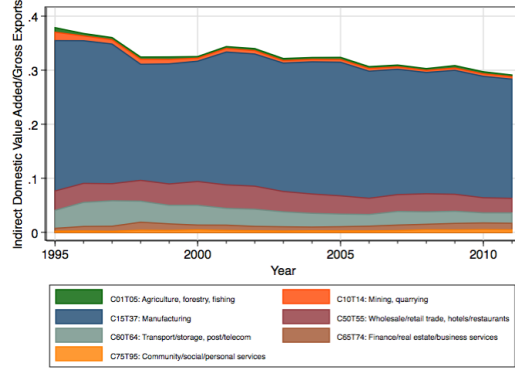 Indirect Domestic Value Added/Gross Exports
.4
.3
.2
.1
0
1995
2000
2005
2010
Year
C01T05: Agriculture, forestry, fishing
C10T14: Mining, quarrying
C15T37: Manufacturing
C50T55: Wholesale/retail trade, hotels/restaurants
C60T64: Transport/storage, post/telecom
C65T74: Finance/real estate/business services
C75T95: Community/social/personal services